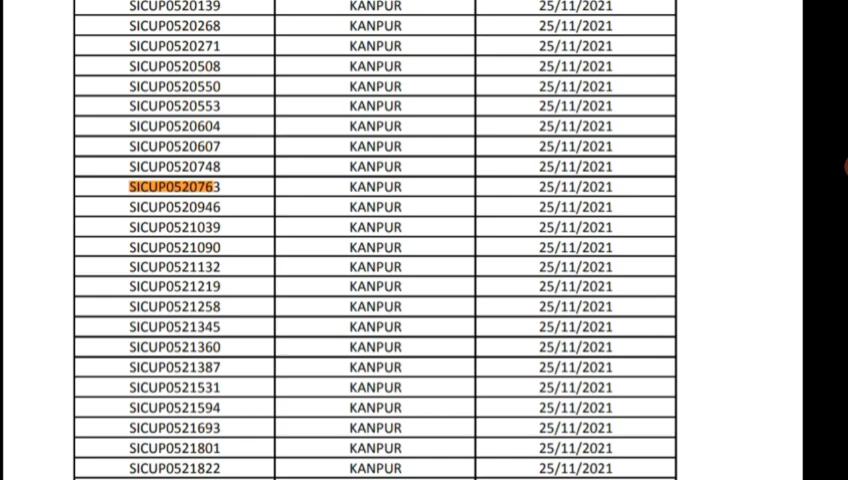 SICUP0520139 KANPUR 25/11/2021
SICUP0520268 KANPUR 25/11/2021
SICUP0520271 KANPUR 25/11/2021
SICUP0520508 KANPUR 25/11/2021
SICUP0520550 KANPUR 25/11/2021
SICUP0520553 KANPUR 25/11/2021
SICUP0520604 KANPUR 25/11/2021
SICUP0520607 KANPUR 25/11/2021
SICUP0520748 KANPUR 25/11/2021
SICUP0520763 KANPUR 25/11/2021
SICUP0520946 KANPUR 25/11/2021
SICUP0521039 KANPUR 25/11/2021
SICUP0521090 KANPUR 25/11/2021
SICUP0521132 KANPUR 25/11/2021
SICUP0521219 KANPUR 25/11/2021
SICUP0521258 KANPUR 25/11/2021
SICUP0521345 KANPUR 25/11/2021
SICUP0521360 KANPUR 25/11/2021
SICUP0521387 KANPUR 25/11/2021
SICUP0521531 KANPUR 25/11/2021
SICUP0521594 KANPUR 25/11/2021
SICUP0521693 KANPUR 25/11/2021
SICUP0521801 KANPUR 25/11/2021
SICUP0521822 KANPUR 25/11/2021